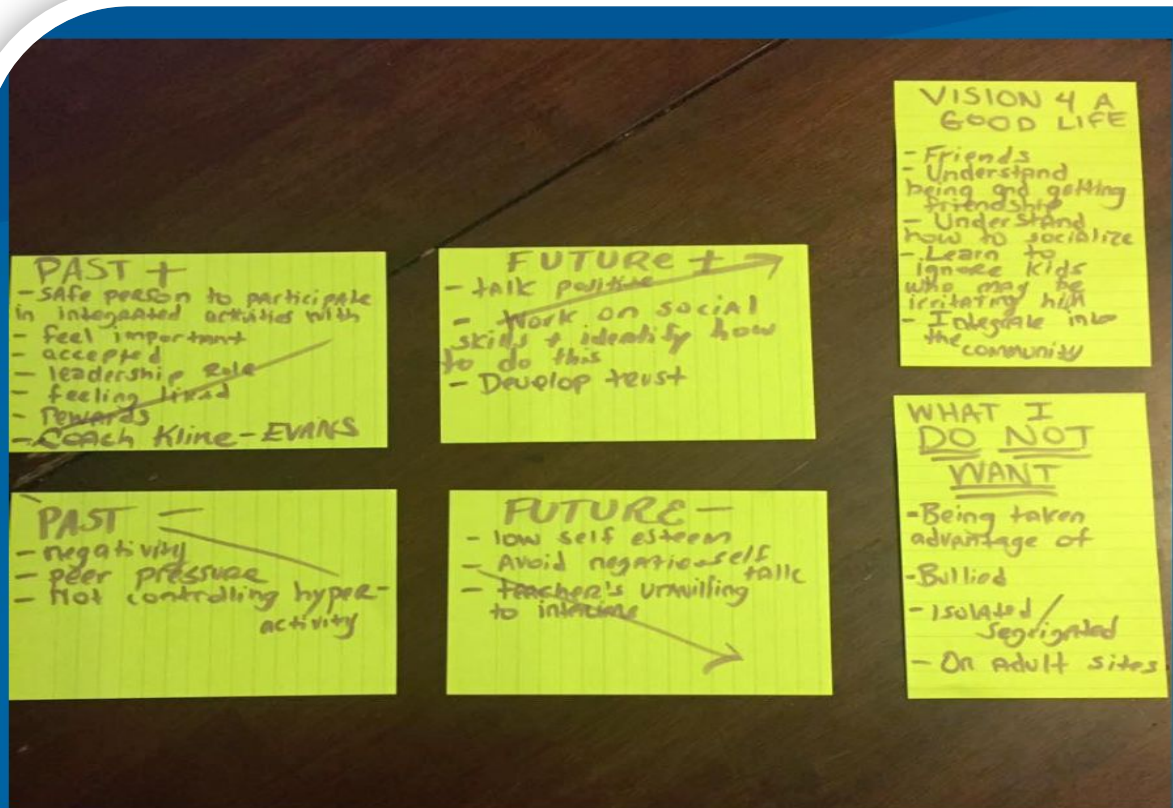 PAST +
- SAfe person to participate
in integrated activities with
- feel important
- accepted
- leadership Role
- feeling liked
- Rewards
- COACH Kline - EVANS
FUTURE +
- talk positive
- Work on social
skills + identify how
to do this
- Develop trust
VISION 4 A
GOOD LIFE
- Friends
- Understand
being and getting
friendship
- Understand
how to socialize
- Learn to
ignore kids
who may be
irritating him
- Integrate into
the community
PAST -
- negativity
- peer pressure
- Not controlling hyper-
activity
FUTURE -
- low self esteem
- Avoid negative self
talk
- teacher's unwilling
to
WHAT I
DO NOT
WANT
- Being taken
advantage of
- Bullied
- Isolated/
Segrigated
- On Adult sites